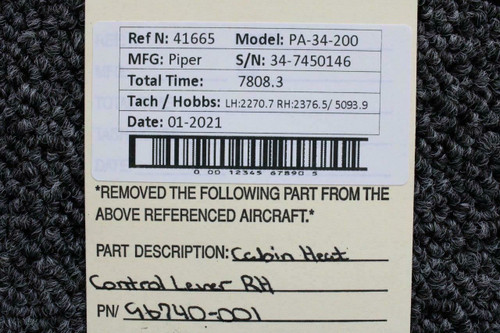 Ref N: 41665 Model: PA-34-200
MFG: Piper S/N: 34-7450146
Total Time: 7808.3
Tach / Hobbs: LH:2270.7 RH:2376.5/ 5093.9
Date: 01-2021
0 00 12345 67890 5
*REMOVED THE FOLLOWING PART FROM THE
ABOVE REFERENCED AIRCRAFT.*
PART DESCRIPTION: Cabin Heat
Control Lever RH
PN/ 96740-001